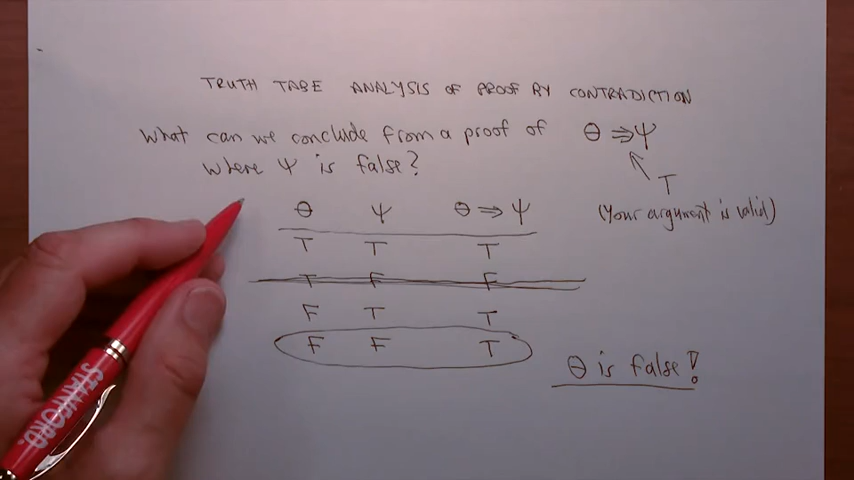 TRUTH TABE ANALYSIS OF PROOF BY CONTRADICTION
What can we conclude from a proof of θ ⇒ ψ
where ψ is false?
T
(Your argument is valid)
θ ψ θ ⇒ ψ
T T T
T F F
F T T
F F T
θ is false!
STANFORD